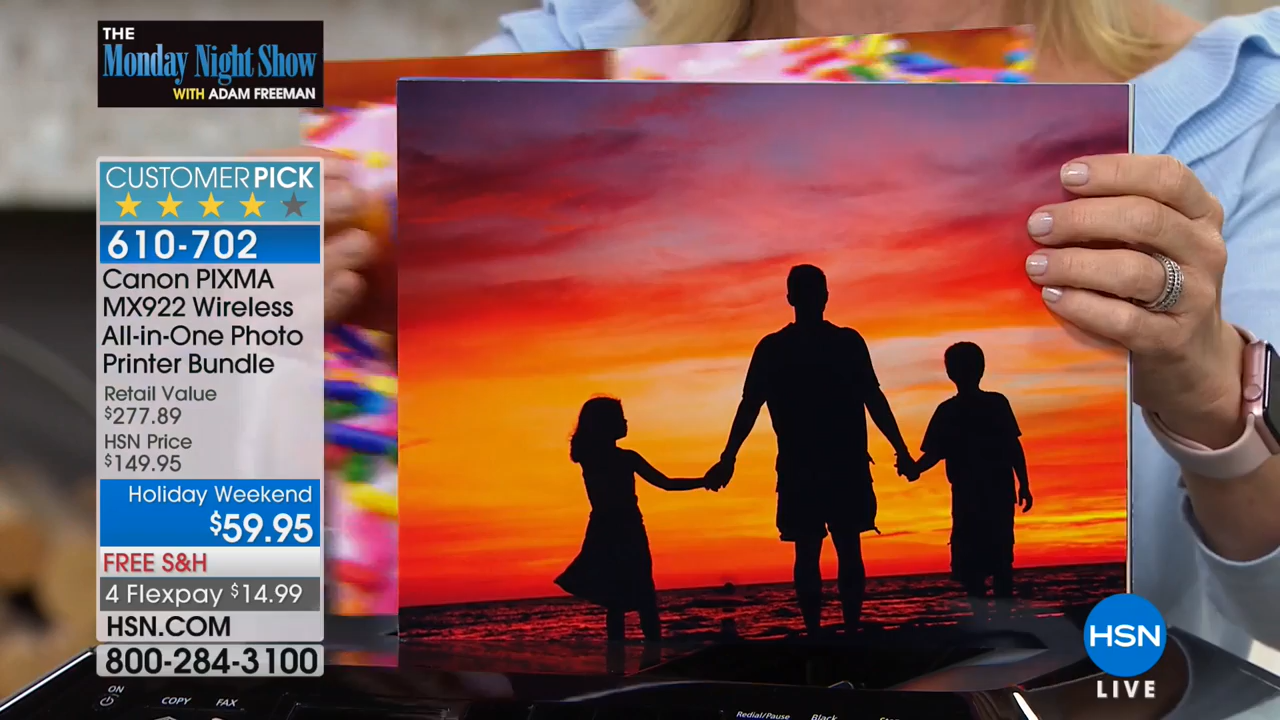 THE
Monday Night Show
WITH ADAM FREEMAN
CUSTOMER PICK
610-702
Canon PIXMA
MX922 Wireless
All-in-One Photo
Printer Bundle
Retail Value
$277.89
HSN Price
$149.95
Holiday Weekend
$59.95
FREE S&H
4 Flexpay $14.99
HSN.COM
800-284-3100
HSN
LIVE
ON
COPY FAX
Redial/Pause Black